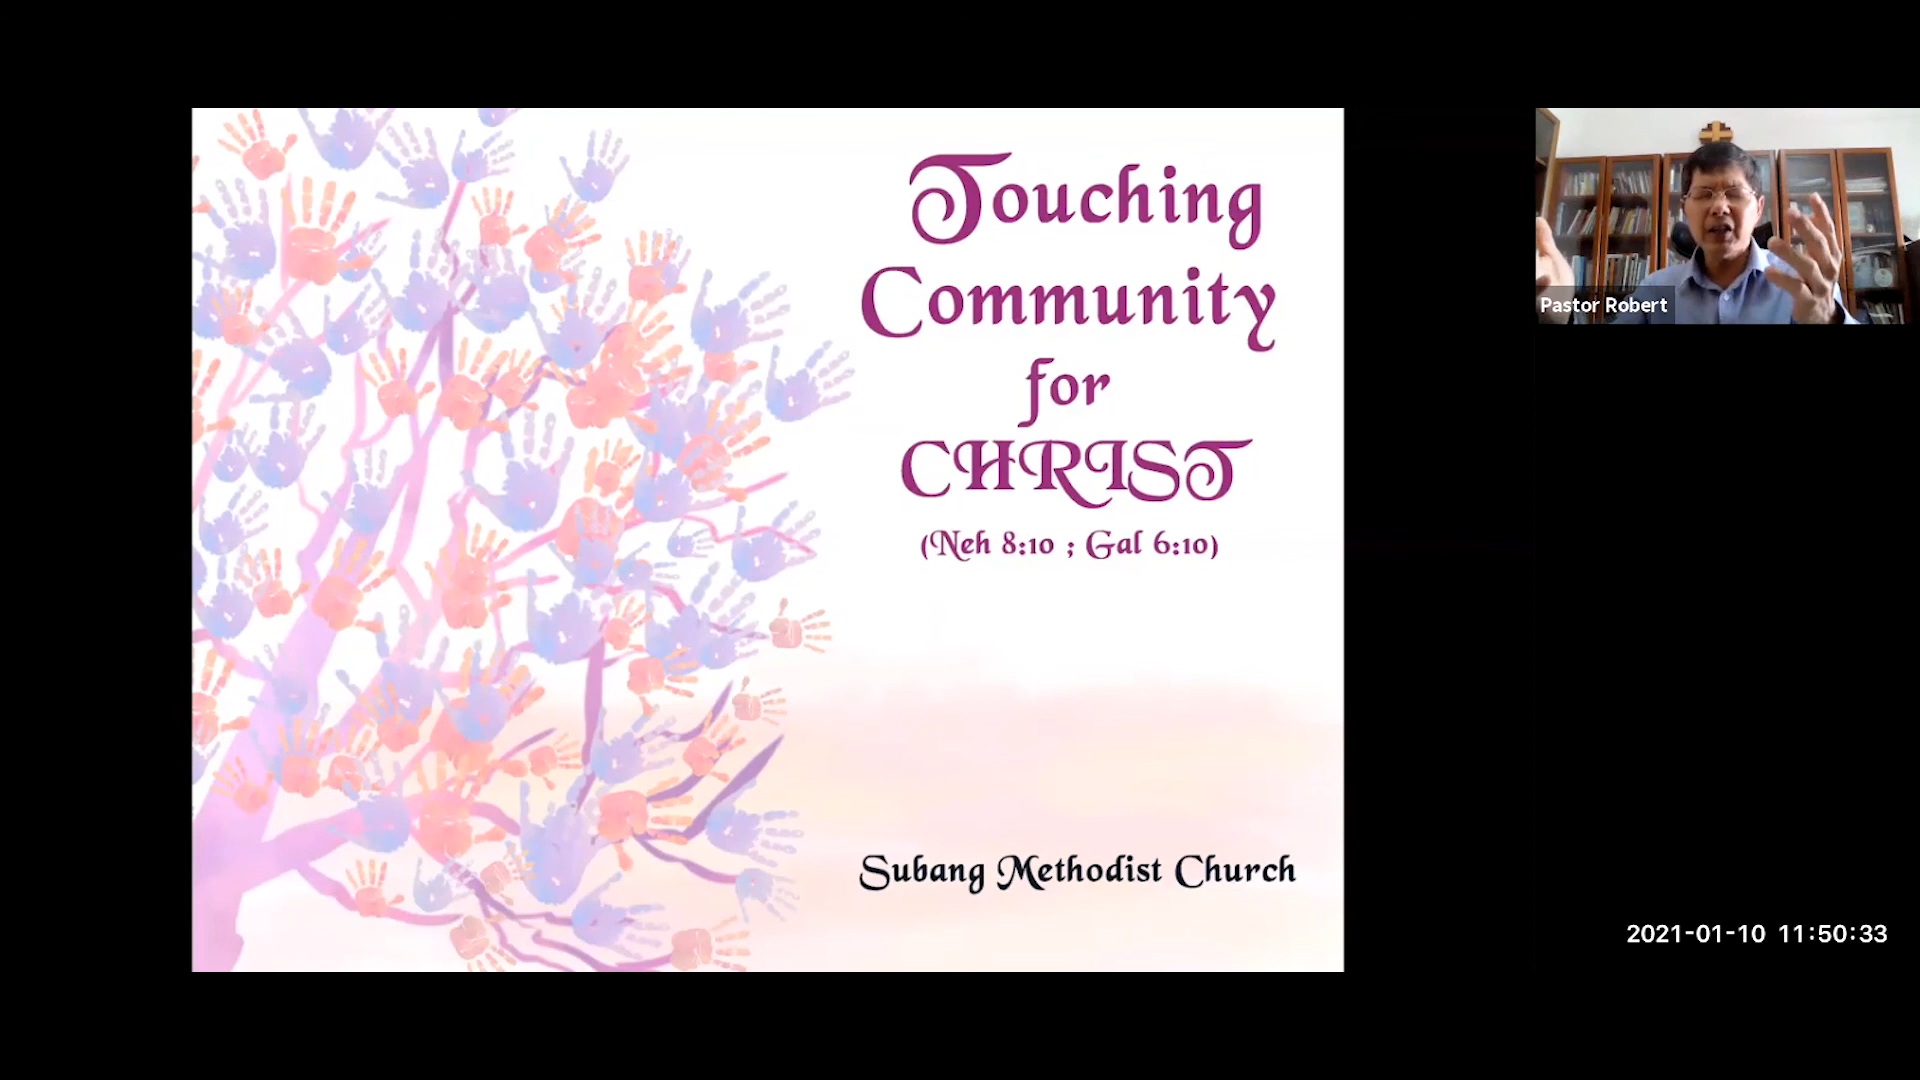 Touching
Community
for
CHRIST
(Neh 8:10 ; Gal 6:10)
Subang Methodist Church
Pastor Robert
2021-01-10 11:50:33